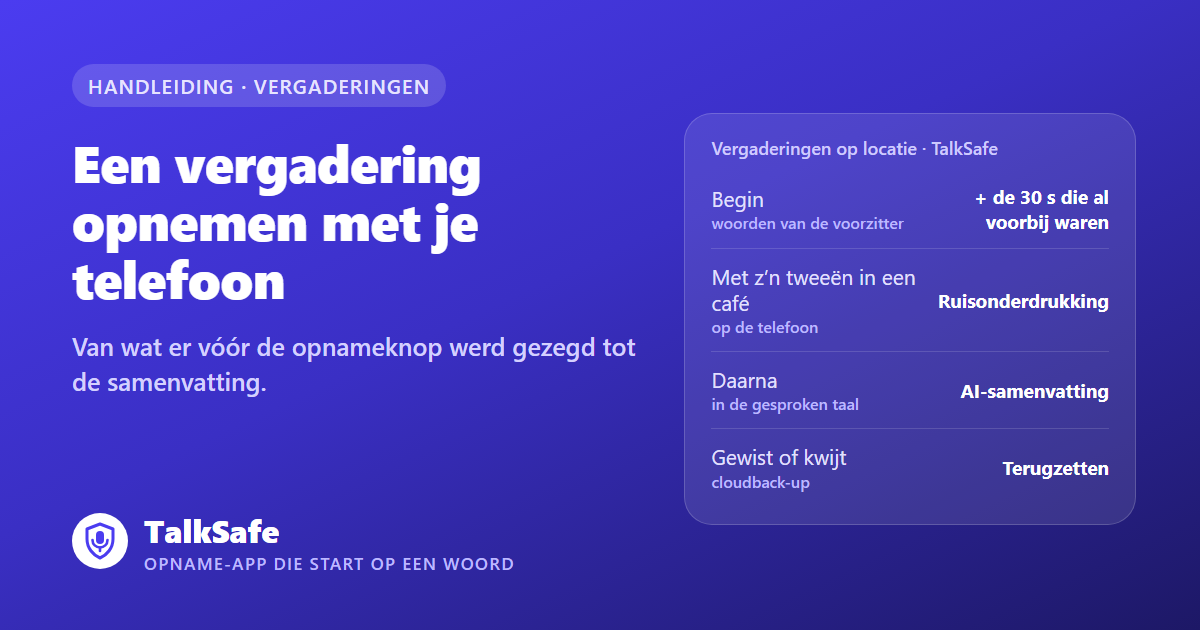 HANDLEIDING · VERGADERINGEN
Een vergadering
opnemen met je
telefoon
Van wat er vóór de opnameknop werd gezegd tot
de samenvatting.
TalkSafe
OPNAME-APP DIE START OP EEN WOORD
Vergaderingen op locatie · TalkSafe
Begin
woorden van de voorzitter
+ de 30 s die al
voorbij waren
Met z’n tweeën in een
café
op de telefoon
Ruisonderdrukking
Daarna
in de gesproken taal
AI-samenvatting
Gewist of kwijt
cloudback-up
Terugzetten